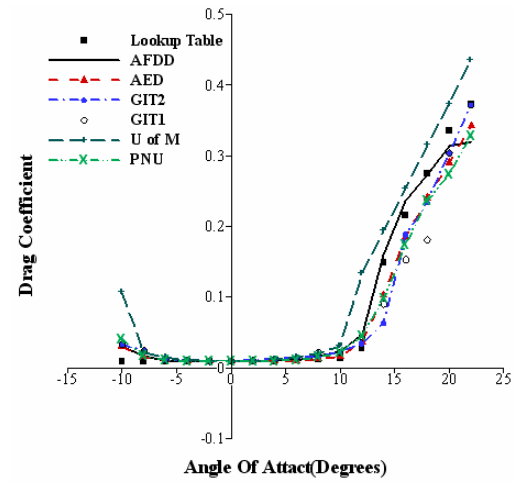 0.5
Lookup Table
AFDD
AED
GIT2
GIT1
U of M
PNU
0.4
0.3
0.2
0.1
0
-0.1
-15
-10
-5
0
5
10
15
20
25
Drag Coefficient
Angle Of Attact(Degrees)